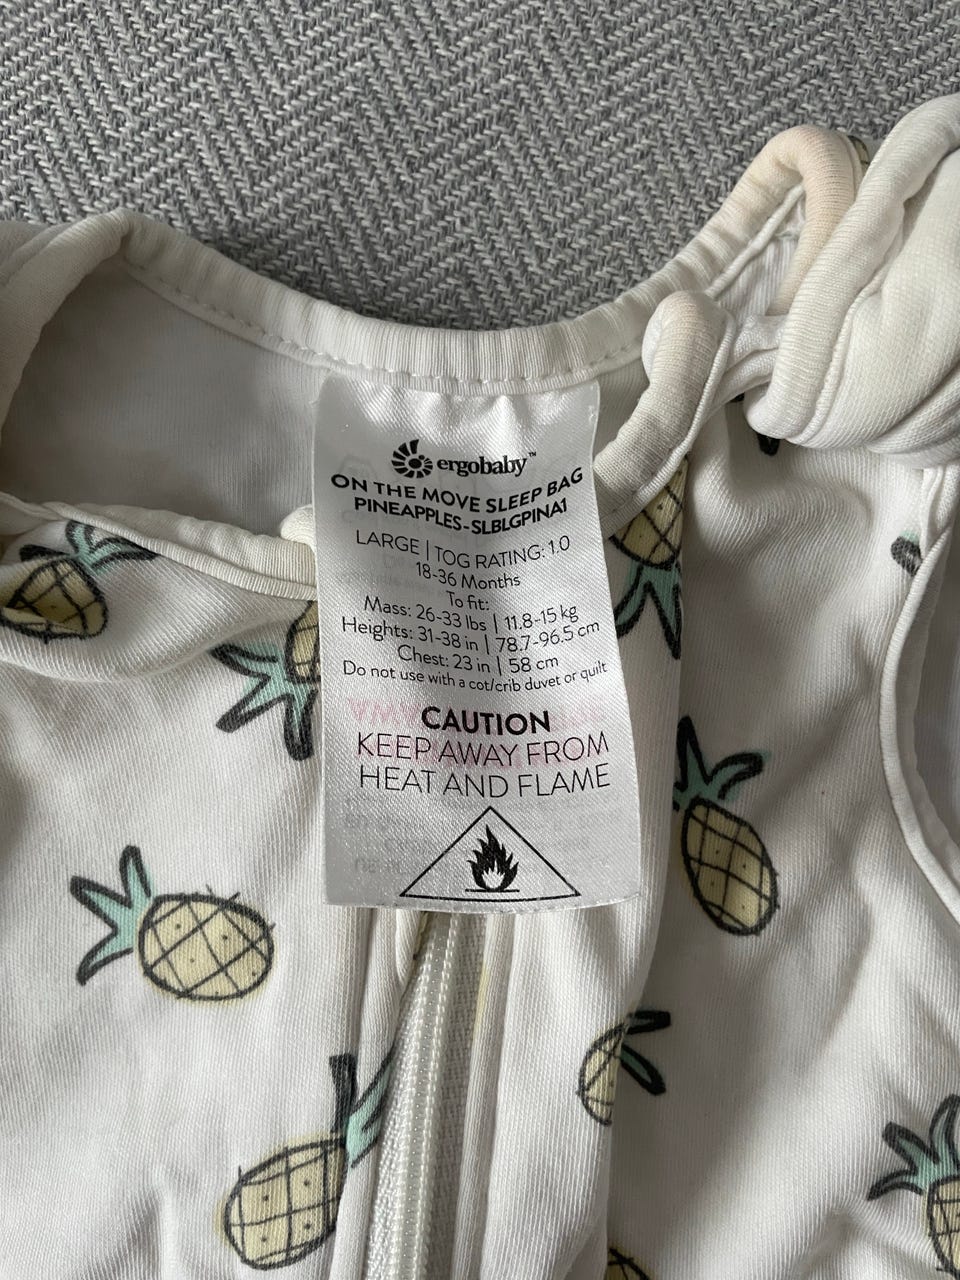 ergobaby™
ON THE MOVE SLEEP BAG
PINEAPPLES-SLBLGPINA1
LARGE | TOG RATING: 1.0
18-36 Months
To fit:
Mass: 26-33 lbs | 11.8-15 kg
Heights: 31-38 in | 78.7-96.5 cm
Chest: 23 in | 58 cm
Do not use with a cot/crib duvet or quilt
CAUTION
KEEP AWAY FROM
HEAT AND FLAME